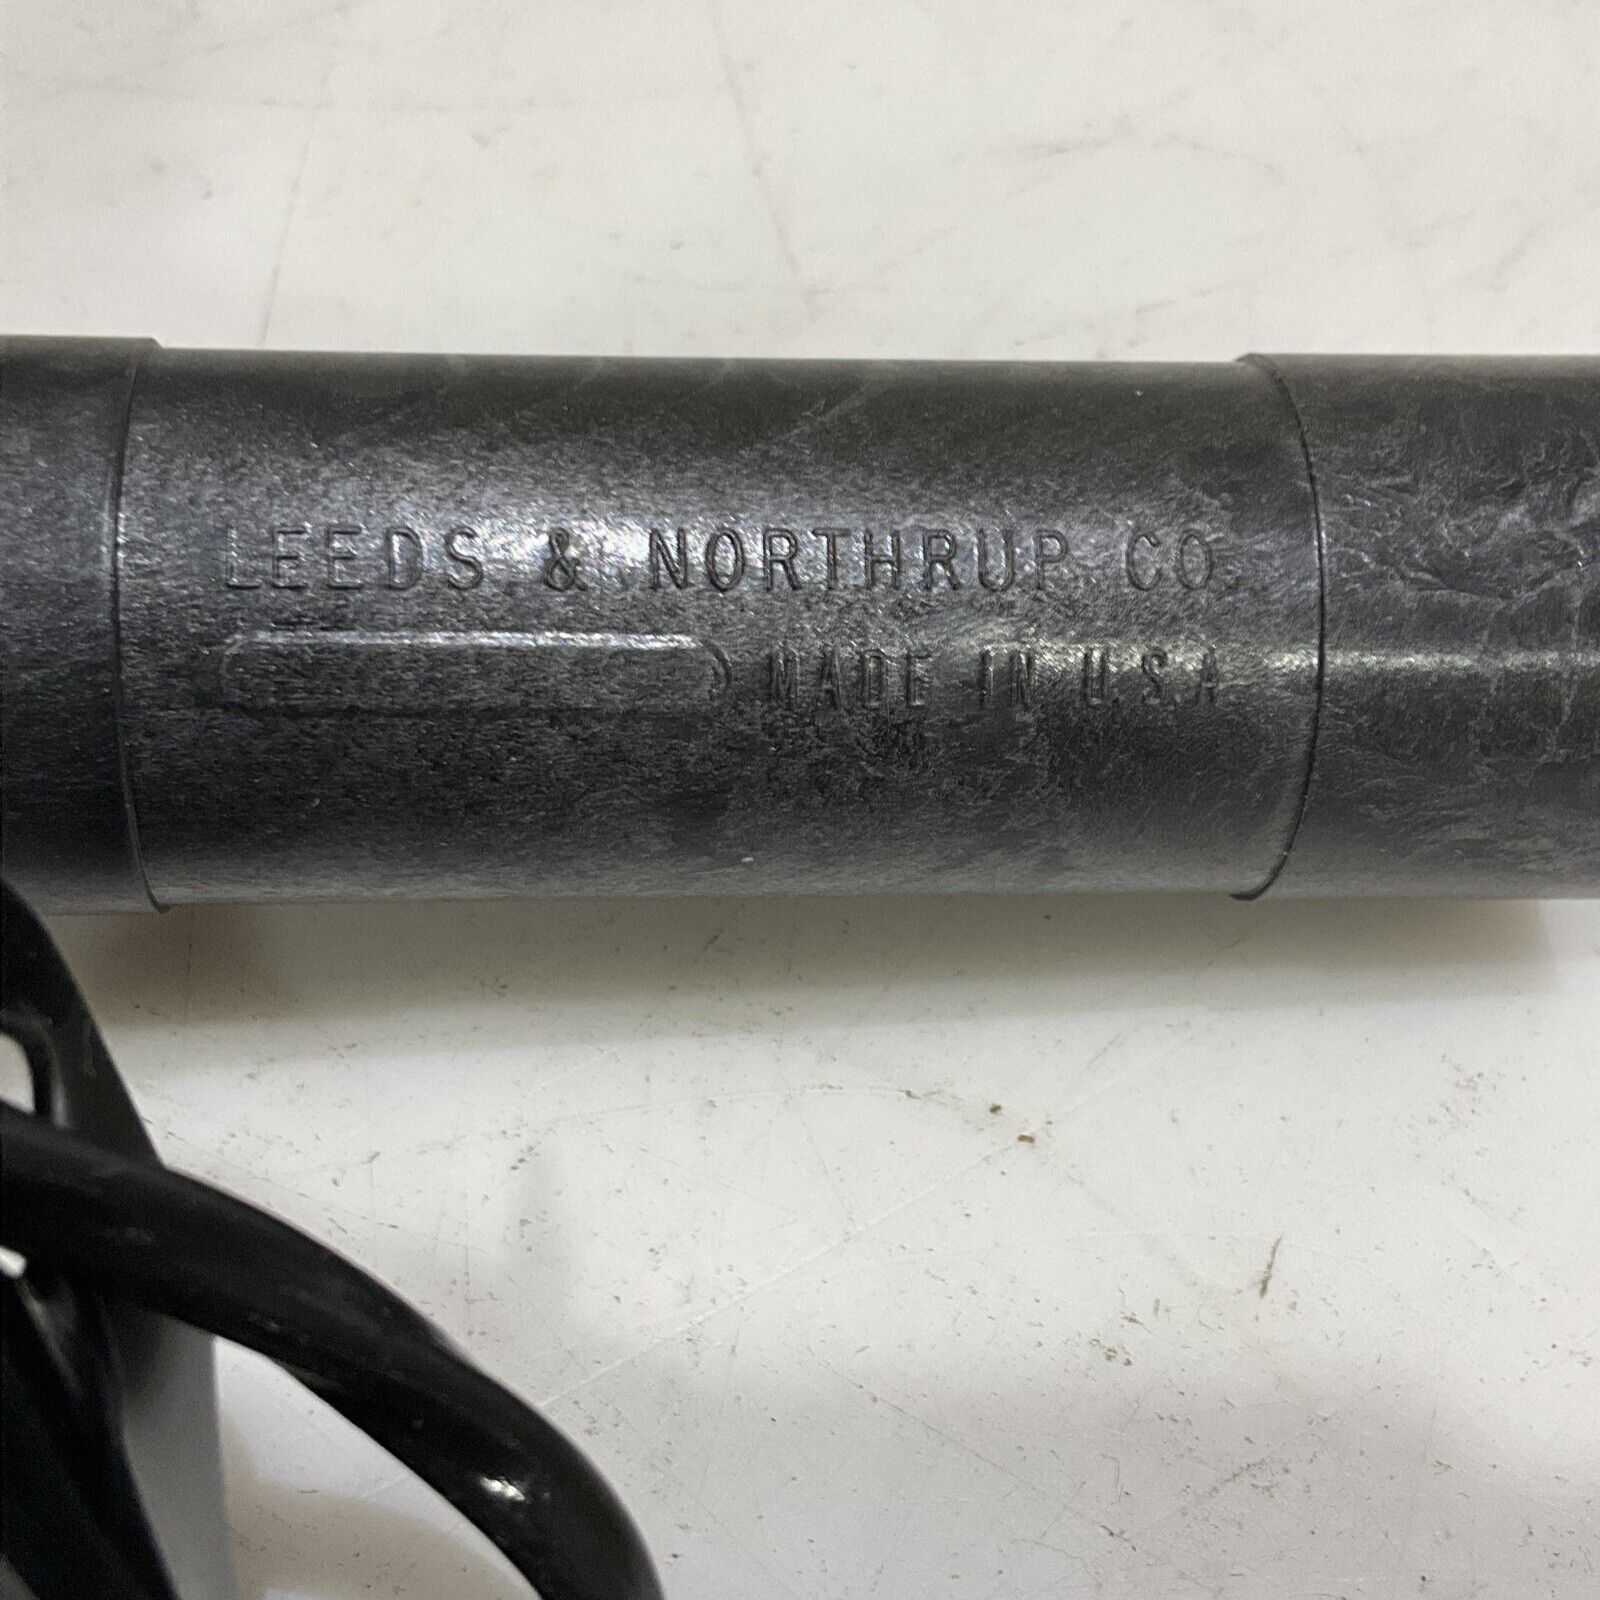 LEEDS & NORTHRUP CO.
MADE IN U.S.A